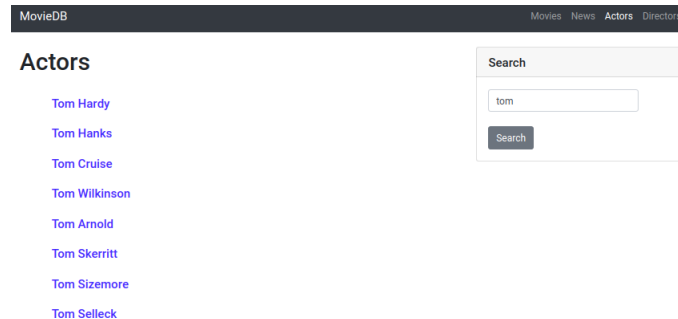 MovieDB
Movies News Actors Directors
Actors
Tom Hardy
Tom Hanks
Tom Cruise
Tom Wilkinson
Tom Arnold
Tom Skerritt
Tom Sizemore
Tom Selleck
Search
tom
Search